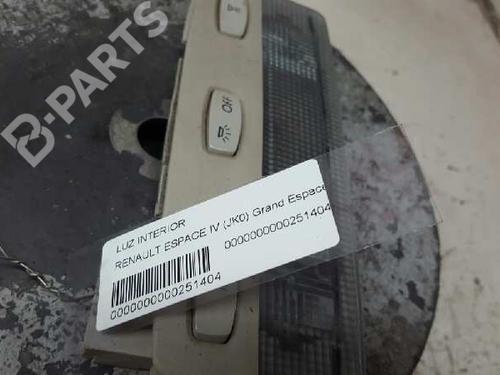 B-PARTS
OFF
LUZ INTERIOR
RENAULT ESPACE IV (JK0) Grand Espace
0000000000251404
0000000000251404